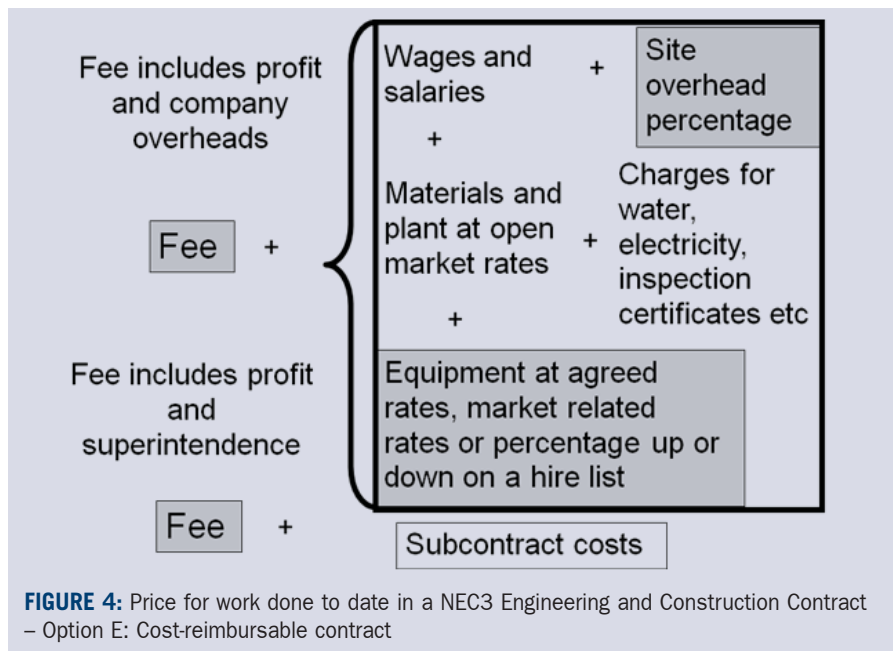 Fee includes profit
and company
overheads
Fee +
Wages and
salaries
+
Site
overhead
percentage
+
Materials and
plant at open
market rates
+
Charges for
water,
electricity,
inspection
certificates etc
+
Equipment at agreed
rates, market related
rates or percentage up or
down on a hire list
Fee includes profit
and
superintendence
Fee +
Subcontract costs
FIGURE 4: Price for work done to date in a NEC3 Engineering and Construction Contract
– Option E: Cost-reimbursable contract